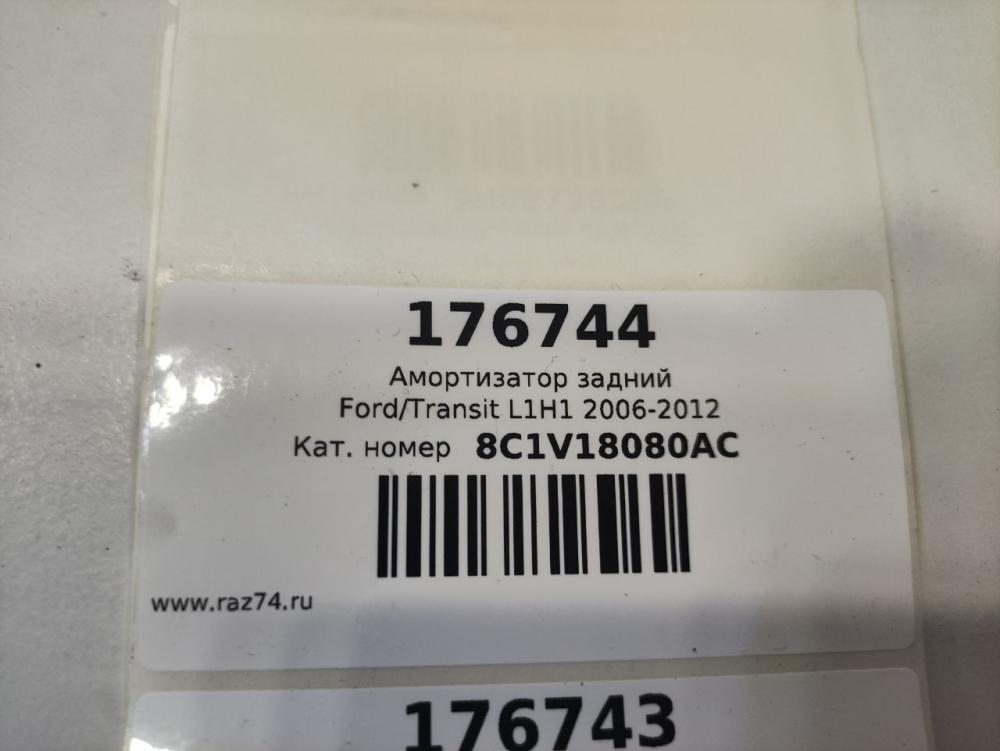 176744
Амортизатор задний
Ford/Transit L1H1 2006-2012
Кат. номер 8C1V18080AC
www.raz74.ru
176743